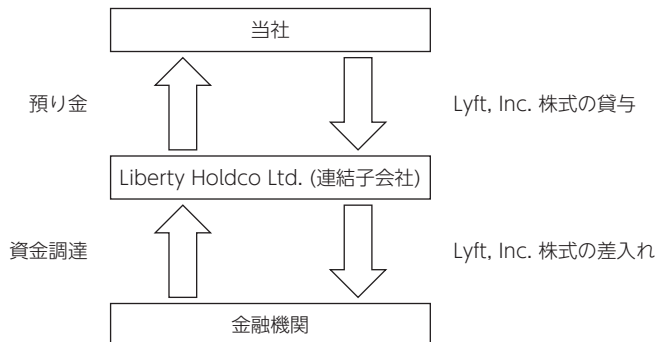 当社
預り金
Lyft, Inc. 株式の貸与
Liberty Holdco Ltd. (連結子会社)
資金調達
Lyft, Inc. 株式の差入れ
金融機関